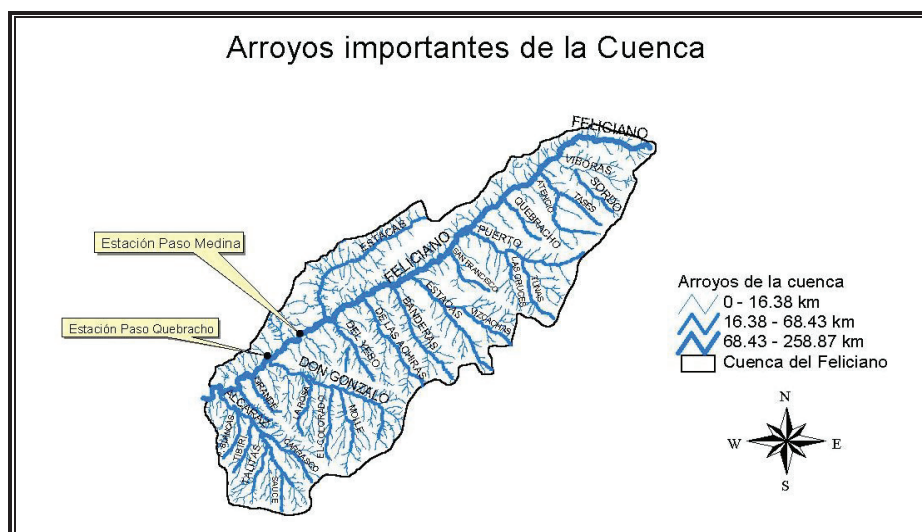 Arroyos importantes de la Cuenca
FELICIANO
VIBORAS
SORDO
ATENCIO
TASES
QUEBRACHO
ESTACAS
Estación Paso Medina
FELICIANO
PUERTO
SAN FRANCISCO
LAS CRUCES
TUNAS
ESTACAS
VIZCACHAS
BANDERAS
DE LAS ACHIRAS
DEL YESO
Estación Paso Quebracho
DON GONZALO
GRANDE
LA ROSA
EL COLORADO
MOLLE
ALCARAZ
BLANCAS
TIBIRI
TALITAS
CARRASCO
SAUCE
Arroyos de la cuenca
0 - 16.38 km
16.38 - 68.43 km
68.43 - 258.87 km
Cuenca del Feliciano
N
W
E
S